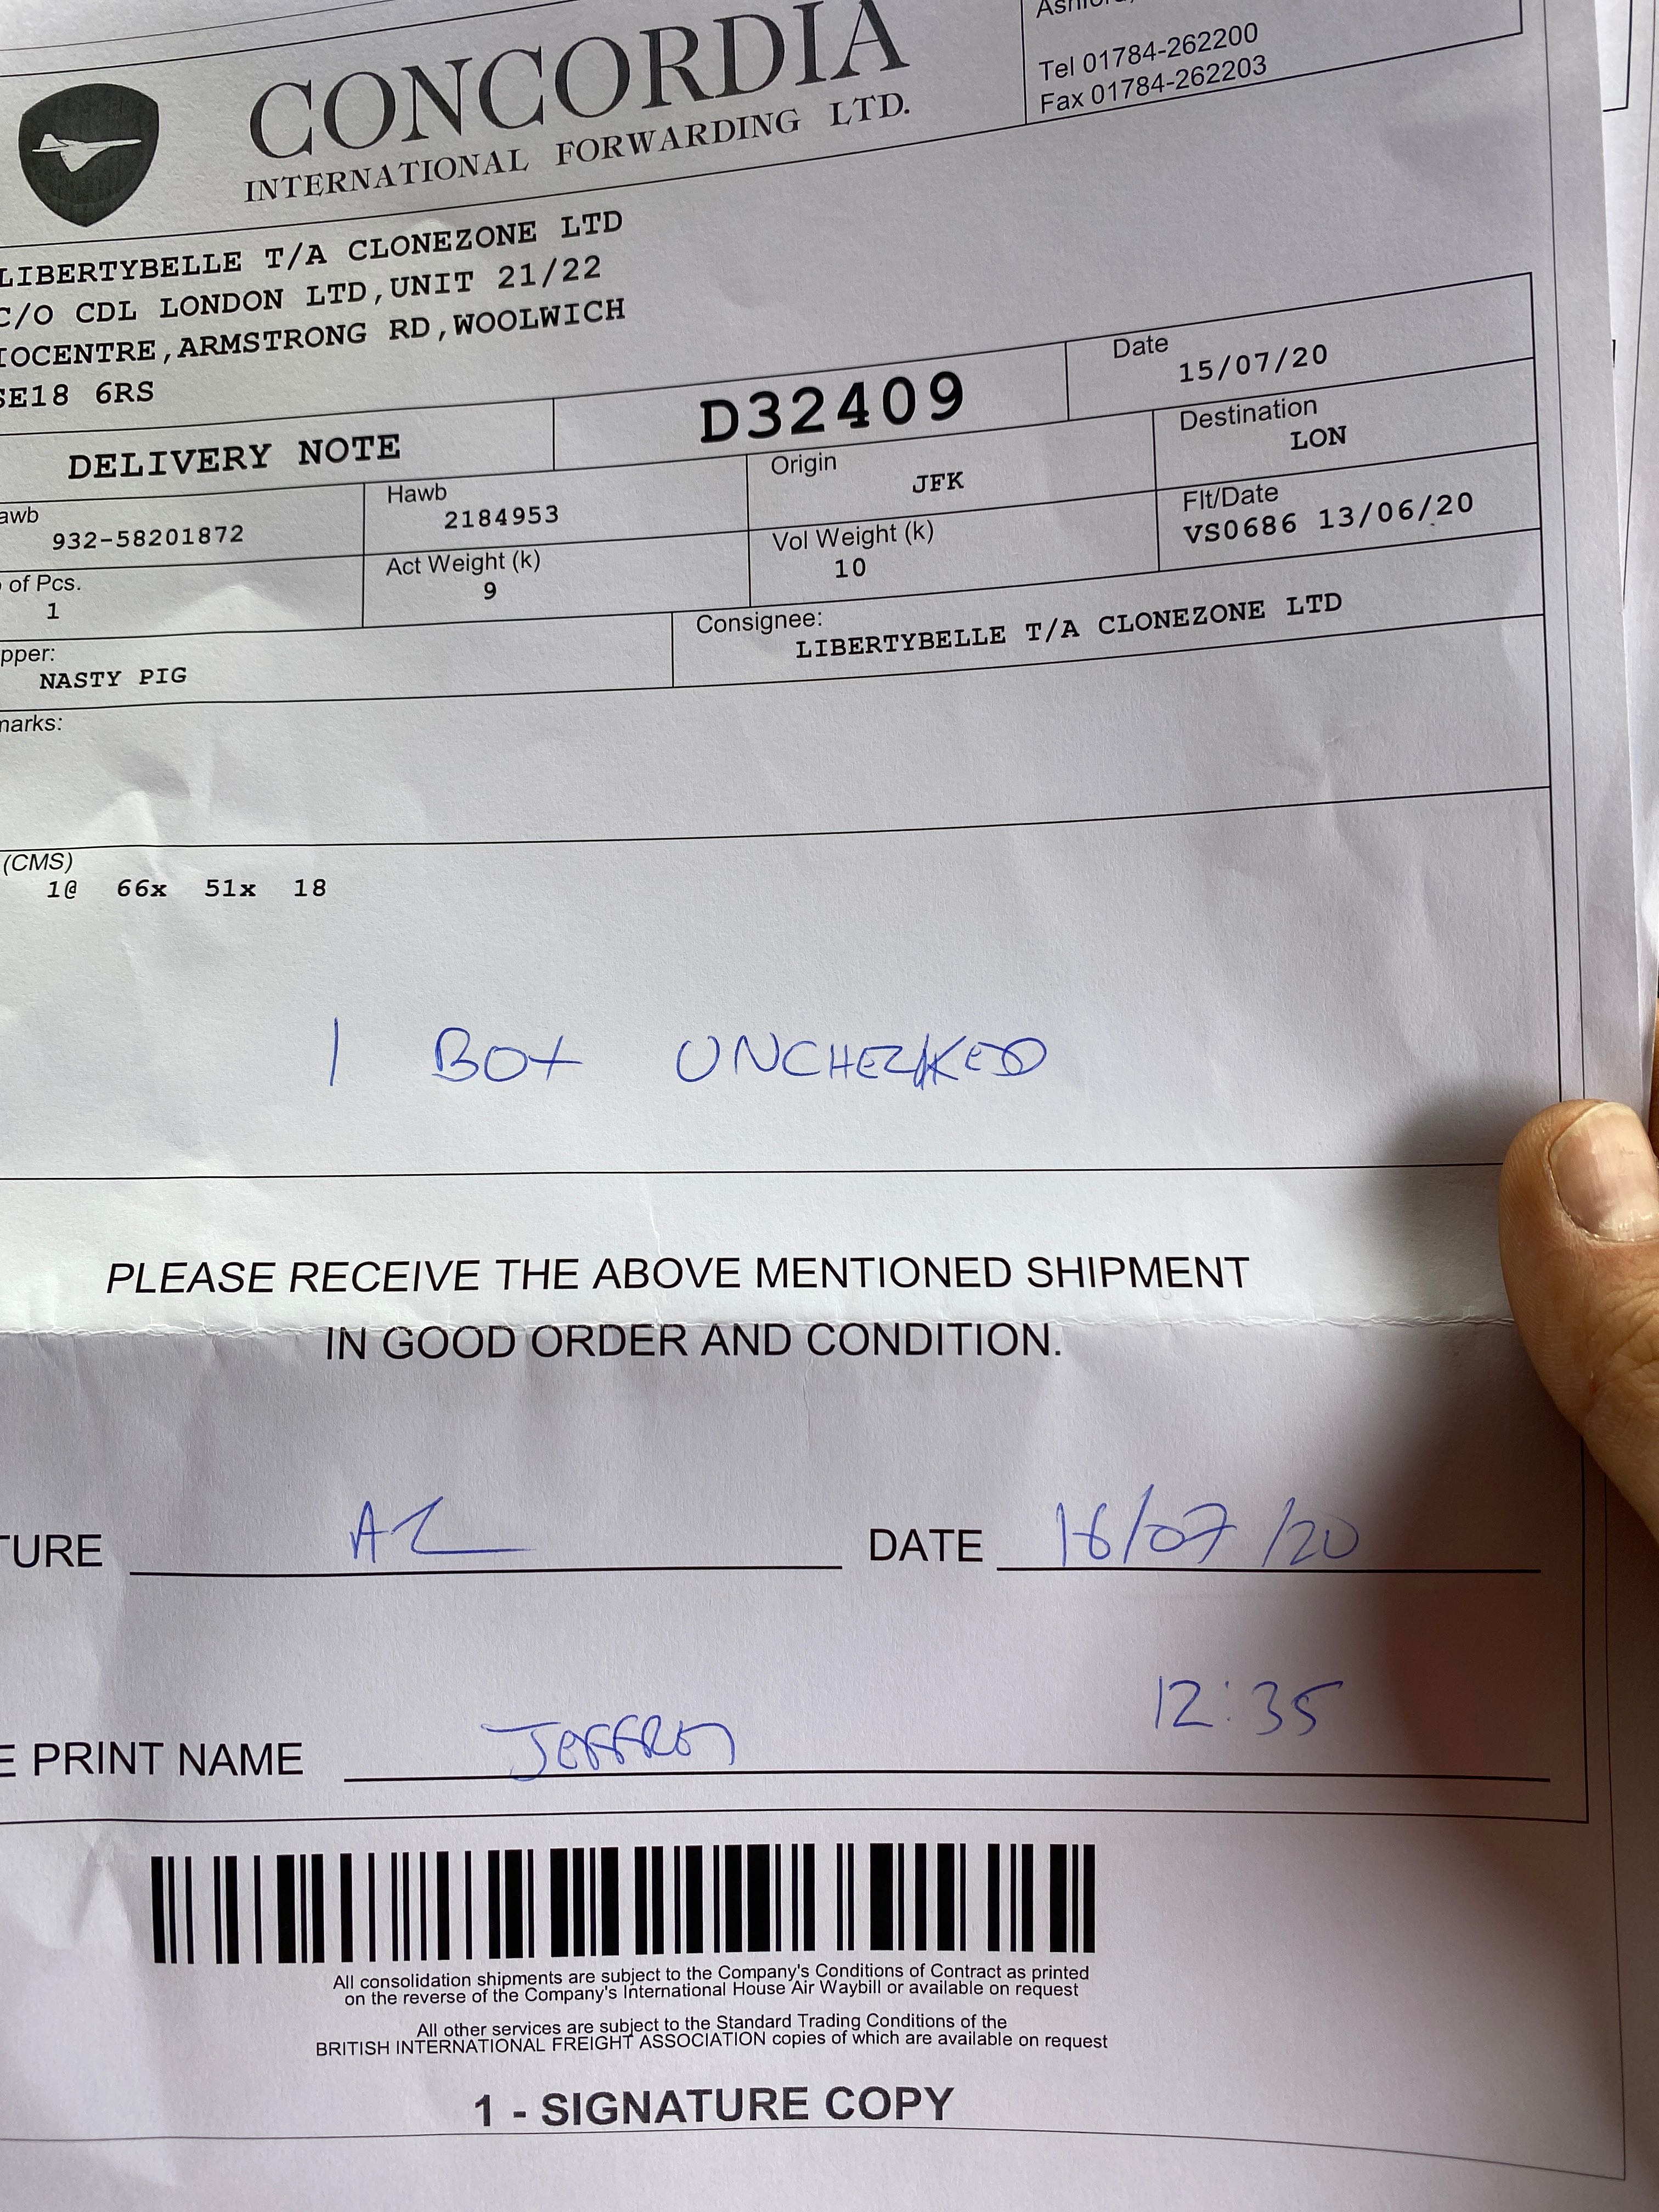 CONCORDIA
INTERNATIONAL FORWARDING LTD.
Tel 01784-262200
Fax 01784-262203
LIBERTYBELLE T/A CLONEZONE LTD
C/O CDL LONDON LTD,UNIT 21/22
IOCENTRE,ARMSTRONG RD,WOOLWICH
SE18 6RS
DELIVERY NOTE
D32409
Date
15/07/20
awb
932-58201872
Hawb
2184953
Origin
JFK
Destination
LON
of Pcs.
1
Act Weight (k)
9
Vol Weight (k)
10
Flt/Date
VS0686 13/06/20
pper:
NASTY PIG
Consignee:
LIBERTYBELLE T/A CLONEZONE LTD
marks:
(CMS)
1@ 66x 51x 18
1 BOX UNCHECKED
PLEASE RECEIVE THE ABOVE MENTIONED SHIPMENT
IN GOOD ORDER AND CONDITION.
TURE
DATE 16/07/20
12:35
E PRINT NAME JEFFREY
All consolidation shipments are subject to the Company's Conditions of Contract as printed
on the reverse of the Company's International House Air Waybill or available on request
All other services are subject to the Standard Trading Conditions of the
BRITISH INTERNATIONAL FREIGHT ASSOCIATION copies of which are available on request
1 - SIGNATURE COPY